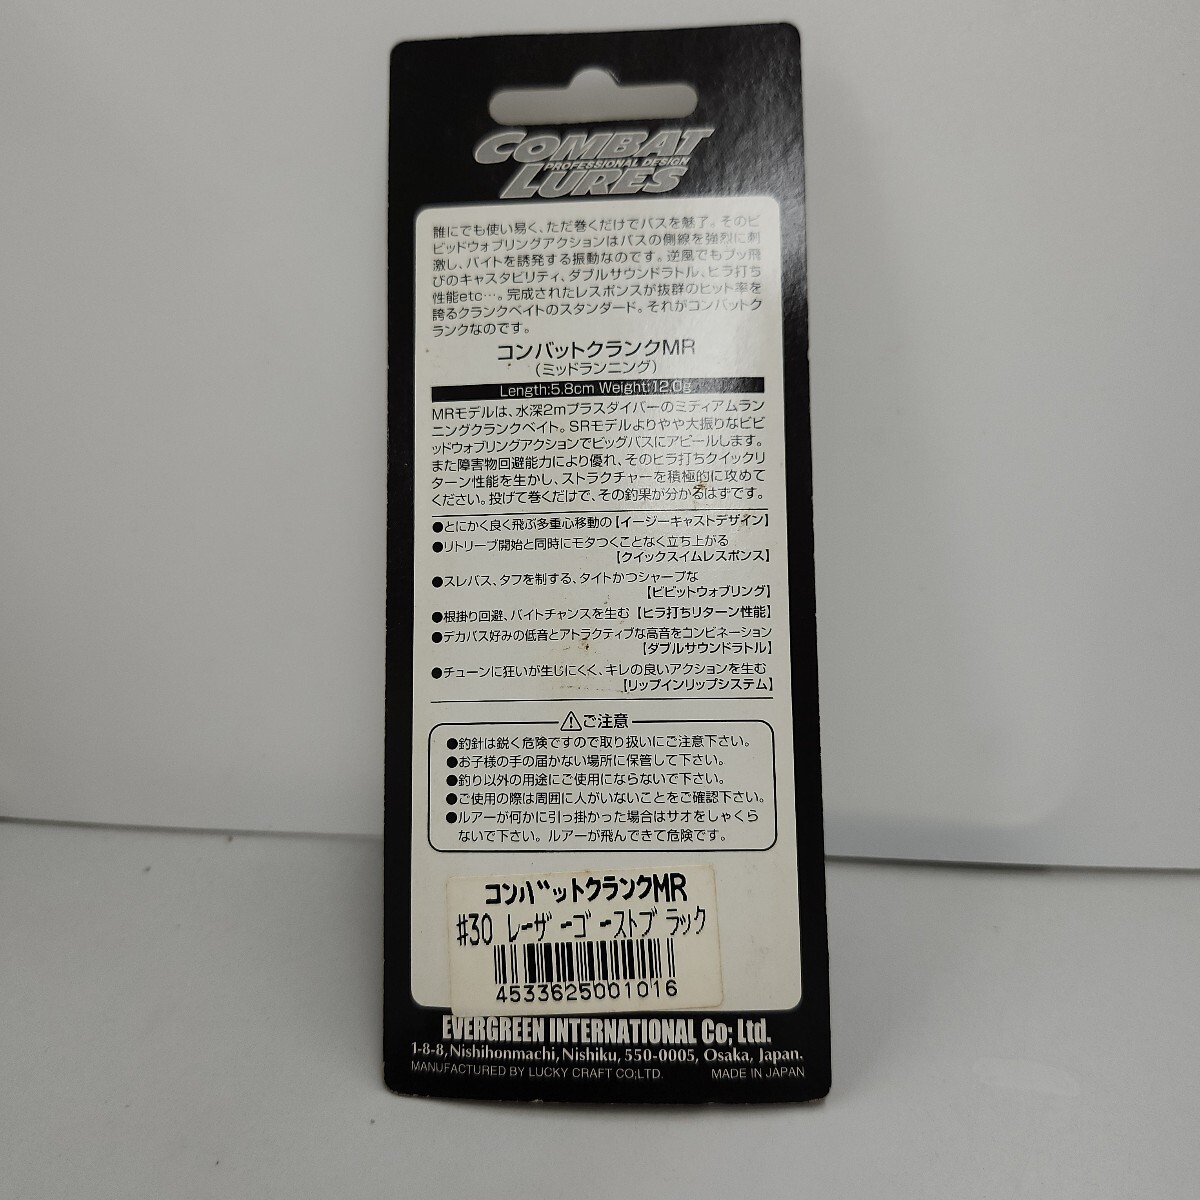 COMBAT
PROFESSIONAL DESIGN
LURES
誰にでも使い易く、ただ巻くだけでバスを魅了。そのビ
ビッドウォブリングアクションはバスの側線を強烈に刺
激し、バイトを誘発する振動なのです。逆風でもブッ飛
びのキャスタビリティ、ダブルサウンドラトル、ヒラ打ち
性能etc…。完成されたレスポンスが抜群のヒット率を
誇るクランクベイトのスタンダード。それがコンバットク
ランクなのです。
コンバットクランクMR
(ミッドランニング)
Length:5.8cm Weight:12.0g
MRモデルは、水深2mプラスダイバーのミディアムラン
ニングクランクベイト。SRモデルよりやや大振りなビビ
ッドウォブリングアクションでビッグバスにアピールします。
また障害物回避能力により優れ、そのヒラ打ちクイックリ
ターン性能を生かし、ストラクチャーを積極的に攻めて
ください。投げて巻くだけで、その釣果が分かるはずです。
●とにかく良く飛ぶ多重心移動の【イージーキャストデザイン】
●リトリーブ開始と同時にモタつくことなく立ち上がる
【クイックスイムレスポンス】
●スレバス、タフを制する、タイトかつシャープな
【ビビットウォブリング】
●根掛り回避、バイトチャンスを生む【ヒラ打ちリターン性能】
●デカバス好みの低音とアトラクティブな高音をコンビネーション
【ダブルサウンドラトル】
●チューンに狂いが生じにくく、キレの良いアクションを生む
【リップインリップシステム】
⚠ご注意
●釣針は鋭く危険ですので取り扱いにご注意下さい。
●お子様の手の届かない場所に保管して下さい。
●釣り以外の用途にご使用にならないで下さい。
●ご使用の際は周囲に人がいないことをご確認下さい。
●ルアーが何かに引っ掛かった場合はサオをしゃくら
ないで下さい。ルアーが飛んできて危険です。
コンバットクランクMR
#30 レーザーゴーストブラック
4533625001016
EVERGREEN INTERNATIONAL Co; Ltd.
1-8-8, Nishihonmachi, Nishiku, 550-0005, Osaka, Japan.
MANUFACTURED BY LUCKY CRAFT CO;LTD. MADE IN JAPAN